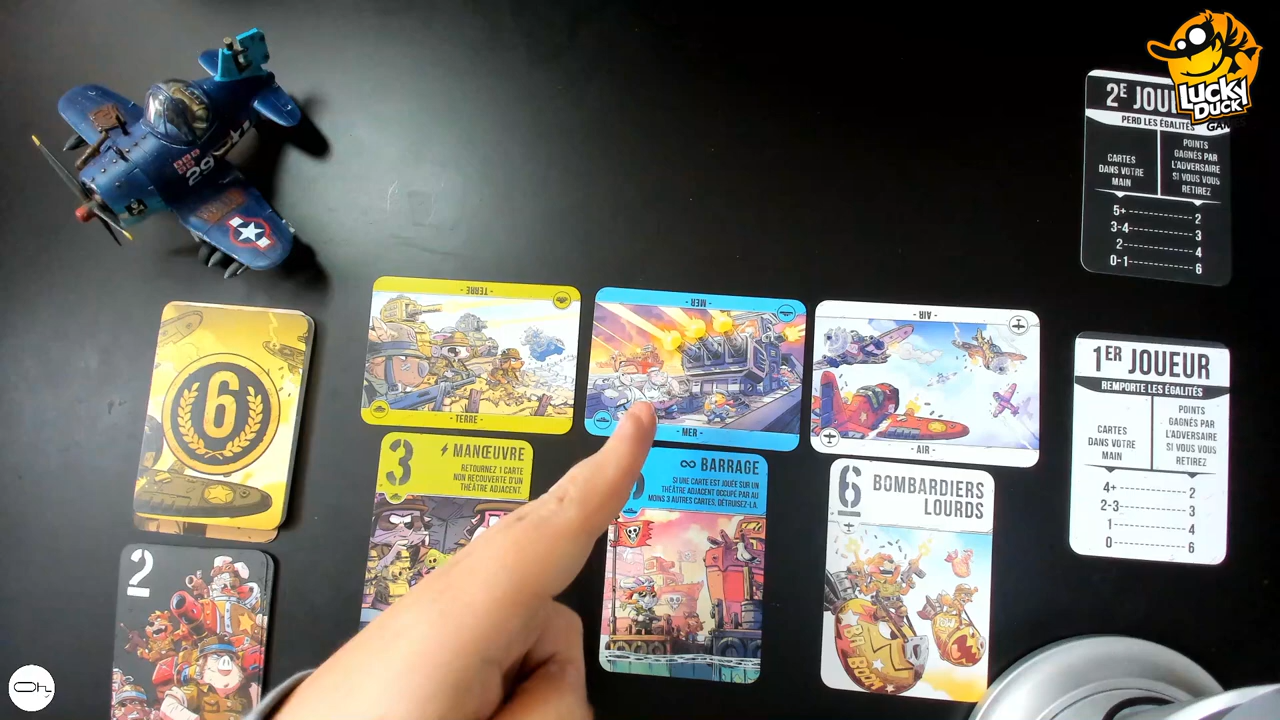 LUCKY
DUCK
GAMES
2E JOU
PERD LES ÉGALITÉS
CARTES
DANS VOTRE
MAIN
POINTS
GAGNÉS PAR
L'ADVERSAIRE
SI VOUS VOUS
RETIREZ
5+ 2
3-4 3
2 4
0-1 6
29
- TERRE -
- MER -
- AIR -
- TERRE -
- MER -
- AIR -
6
3
MANŒUVRE
RETOURNEZ 1 CARTE
NON RECOUVERTE D'UN
THÉÂTRE ADJACENT.
∞ BARRAGE
SI UNE CARTE EST JOUÉE SUR UN
THÉÂTRE ADJACENT OCCUPÉ PAR AU
MOINS 3 AUTRES CARTES, DÉTRUISEZ-LA.
6
BOMBARDIERS
LOURDS
BA-BOOM
POW
1ER JOUEUR
REMPORTE LES ÉGALITÉS
CARTES
DANS VOTRE
MAIN
POINTS
GAGNÉS PAR
L'ADVERSAIRE
SI VOUS VOUS
RETIREZ
4+ 2
2-3 3
1 4
0 6
2
Oh